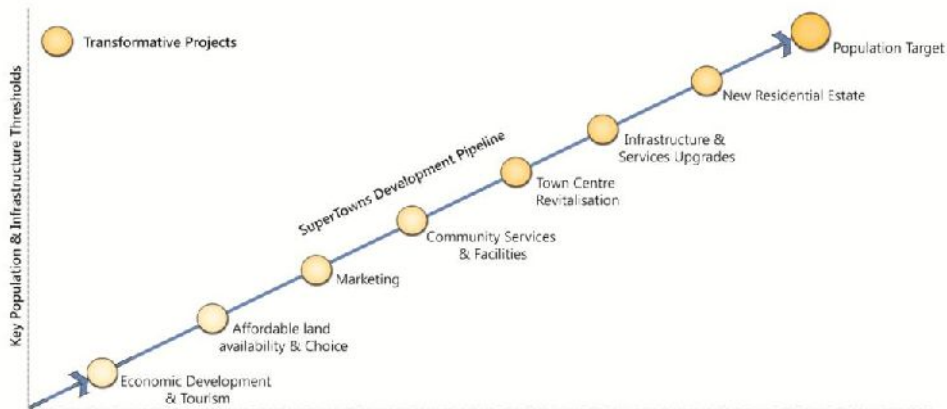 Transformative Projects
Population Target
New Residential Estate
Infrastructure &
Services Upgrades
Town Centre
Revitalisation
Community Services
& Facilities
Marketing
Affordable land
availability & Choice
Economic Development
& Tourism
SuperTowns Development Pipeline
Key Population & Infrastructure Thresholds